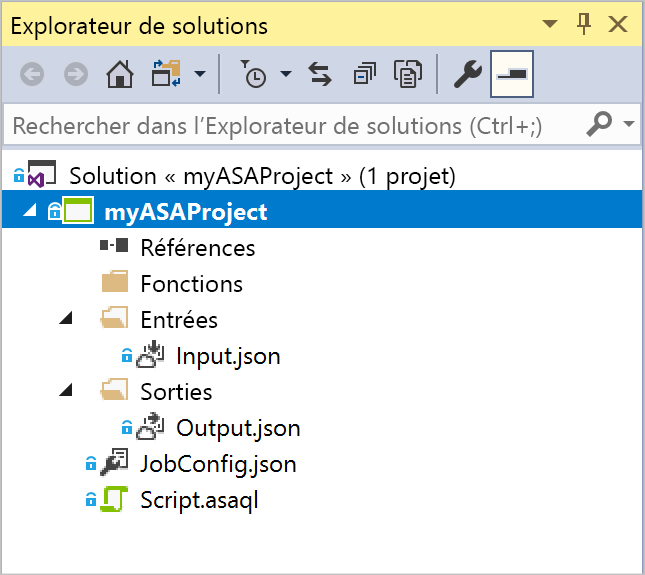 Explorateur de solutions
Rechercher dans l’Explorateur de solutions (Ctrl+;)
Solution « myASAProject » (1 projet)
myASAProject
Références
Fonctions
Entrées
Input.json
Sorties
Output.json
JobConfig.json
Script.asaql